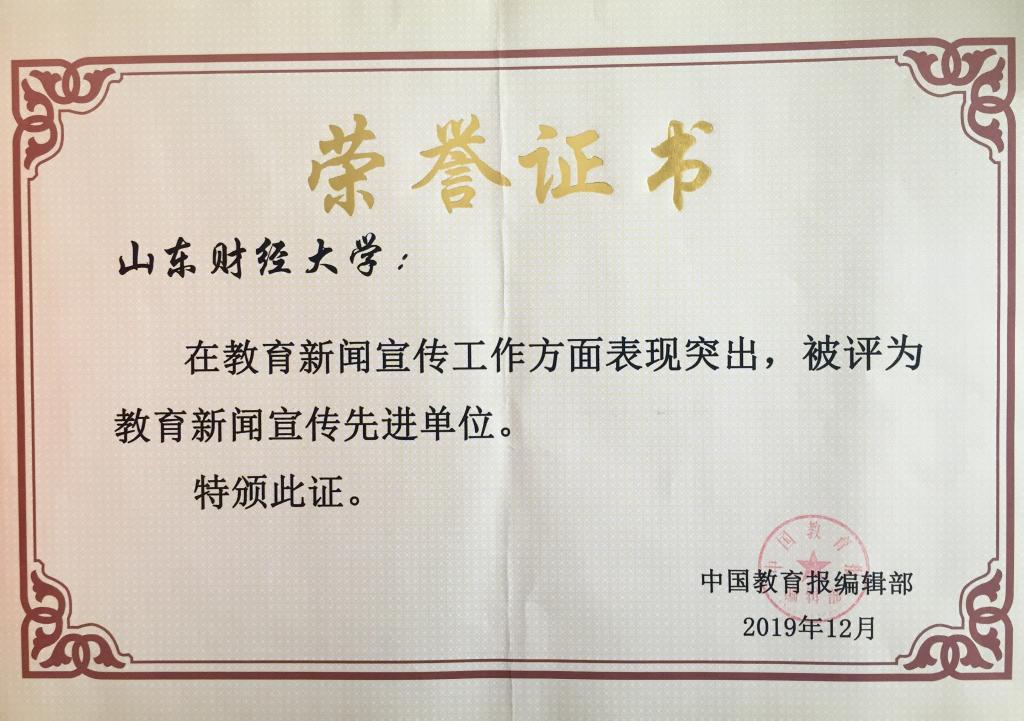 荣誉证书
山东财经大学：
在教育新闻宣传工作方面表现突出，被评为
教育新闻宣传先进单位。
特颁此证。
中国教育报编辑部
2019年12月